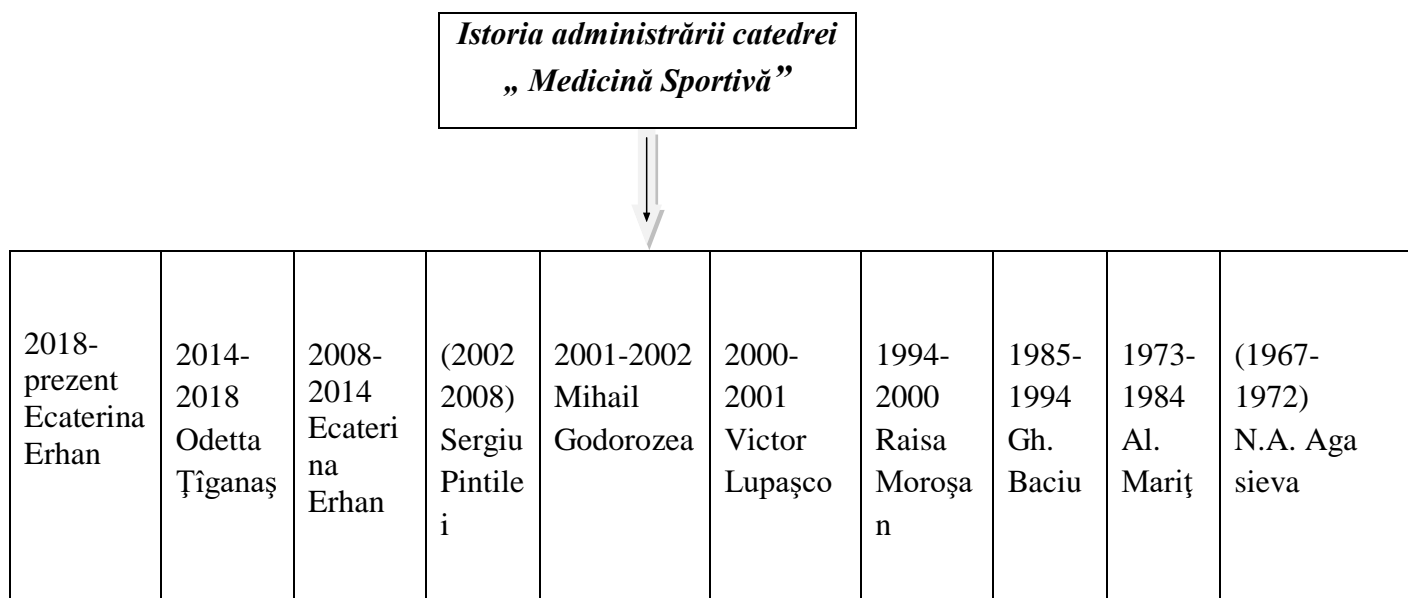 Istoria administrării catedrei
„ Medicină Sportivă”
2018-
prezent
Ecaterina
Erhan
2014-
2018
Odetta
Ţîganaş
2008-
2014
Ecateri
na
Erhan
(2002
2008)
Sergiu
Pintile
i
2001-2002
Mihail
Godorozea
2000-
2001
Victor
Lupaşco
1994-
2000
Raisa
Moroşa
n
1985-
1994
Gh.
Baciu
1973-
1984
Al.
Mariţ
(1967-
1972)
N.A. Aga
sieva